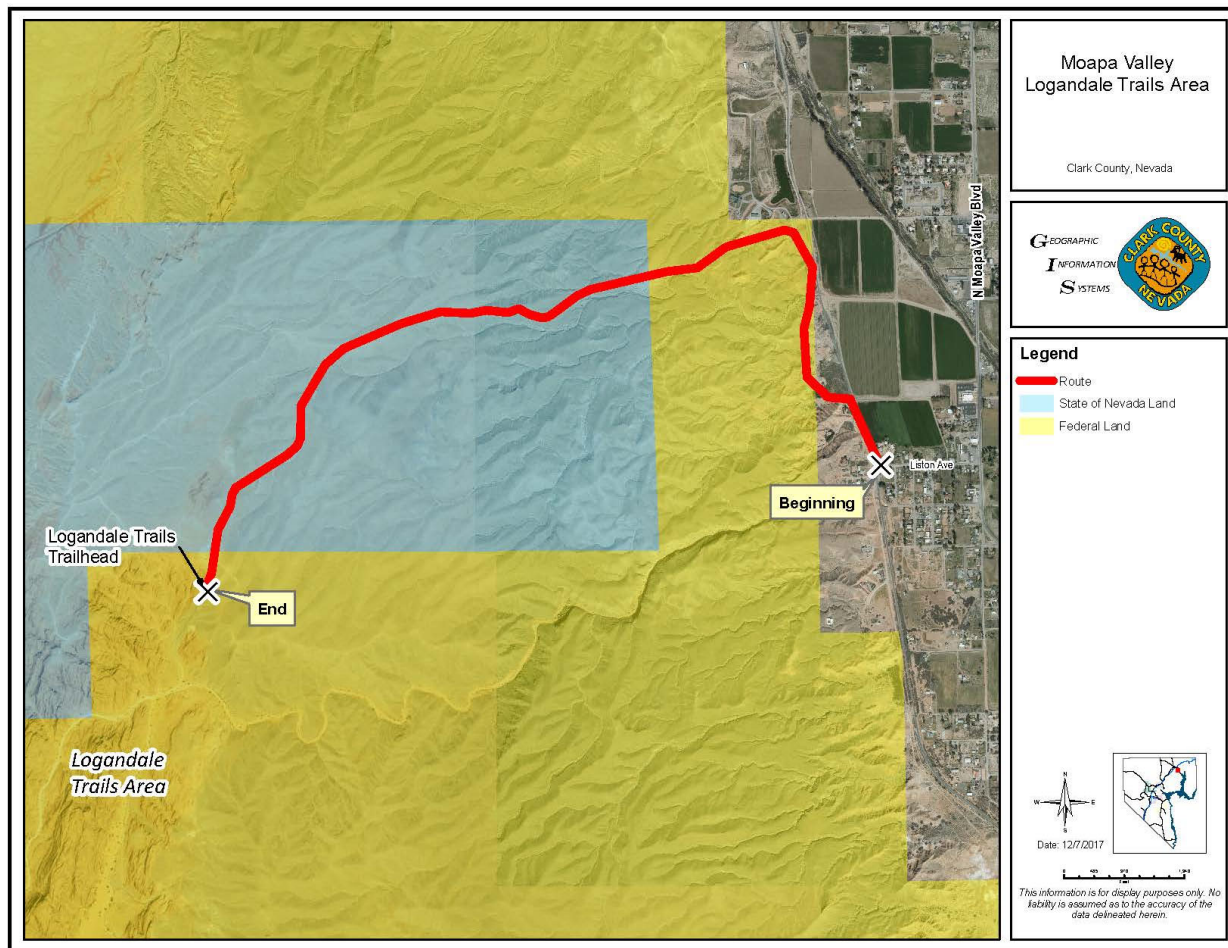 Moapa Valley
Logandale Trails Area
Clark County, Nevada
GEOGRAPHIC
INFORMATION
SYSTEMS
CLARK COUNTY
NEVADA
Legend
Route
State of Nevada Land
Federal Land
N Moapa Valley Blvd
Liston Ave
Beginning
Logandale Trails
Trailhead
End
Logandale
Trails Area
N
W
E
S
Date: 12/7/2017
0
This information is for display purposes only. No
liability is assumed as to the accuracy of the
data delineated herein.